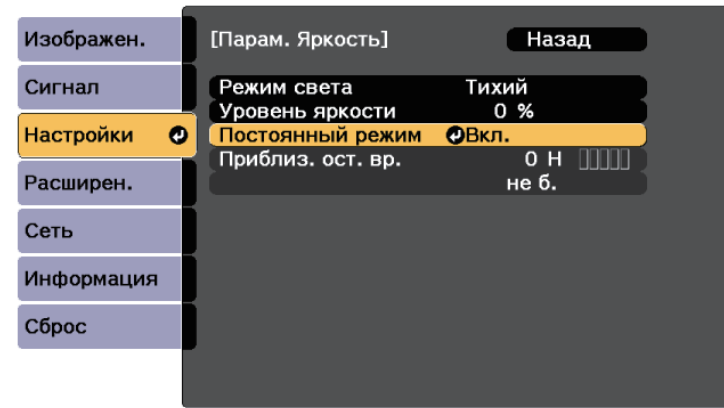 Изображен.
Сигнал
Настройки
Расширен.
Сеть
Информация
Сброс
[Парам. Яркость] Назад
Режим света Тихий
Уровень яркости 0 %
Постоянный режим Вкл.
Приблиз. ост. вр. 0 H
не б.